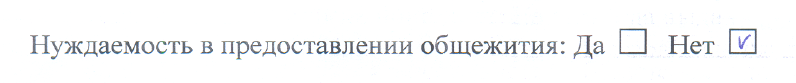 Нуждаемость в предоставлении общежития: Да ☐ Нет ☑